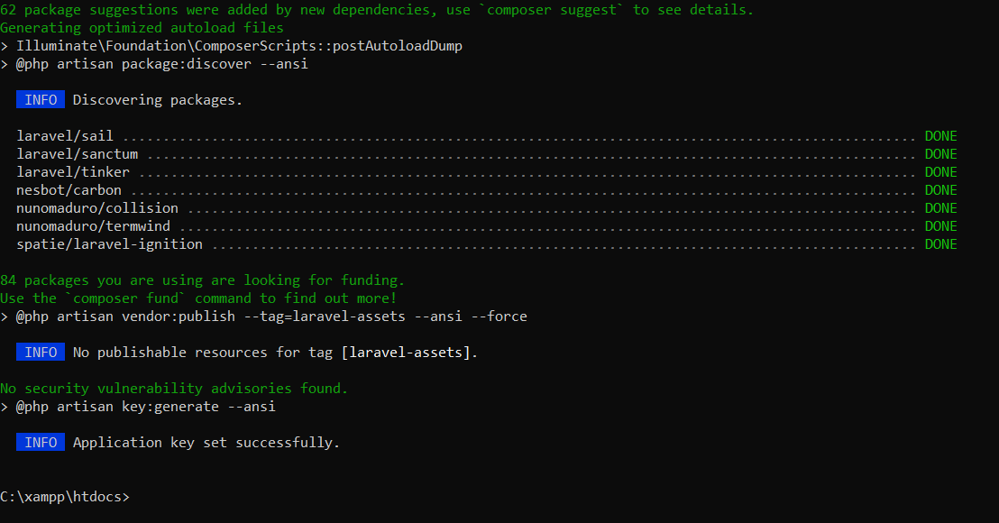 62 package suggestions were added by new dependencies, use `composer suggest` to see details.
Generating optimized autoload files
> Illuminate\Foundation\ComposerScripts::postAutoloadDump
> @php artisan package:discover --ansi
INFO Discovering packages.
laravel/sail .................................................................................................. DONE
laravel/sanctum ............................................................................................... DONE
laravel/tinker ................................................................................................ DONE
nesbot/carbon ................................................................................................. DONE
nunomaduro/collision .......................................................................................... DONE
nunomaduro/termwind ........................................................................................... DONE
spatie/laravel-ignition ....................................................................................... DONE
84 packages you are using are looking for funding.
Use the `composer fund` command to find out more!
> @php artisan vendor:publish --tag=laravel-assets --ansi --force
INFO No publishable resources for tag [laravel-assets].
No security vulnerability advisories found.
> @php artisan key:generate --ansi
INFO Application key set successfully.
C:\xampp\htdocs>